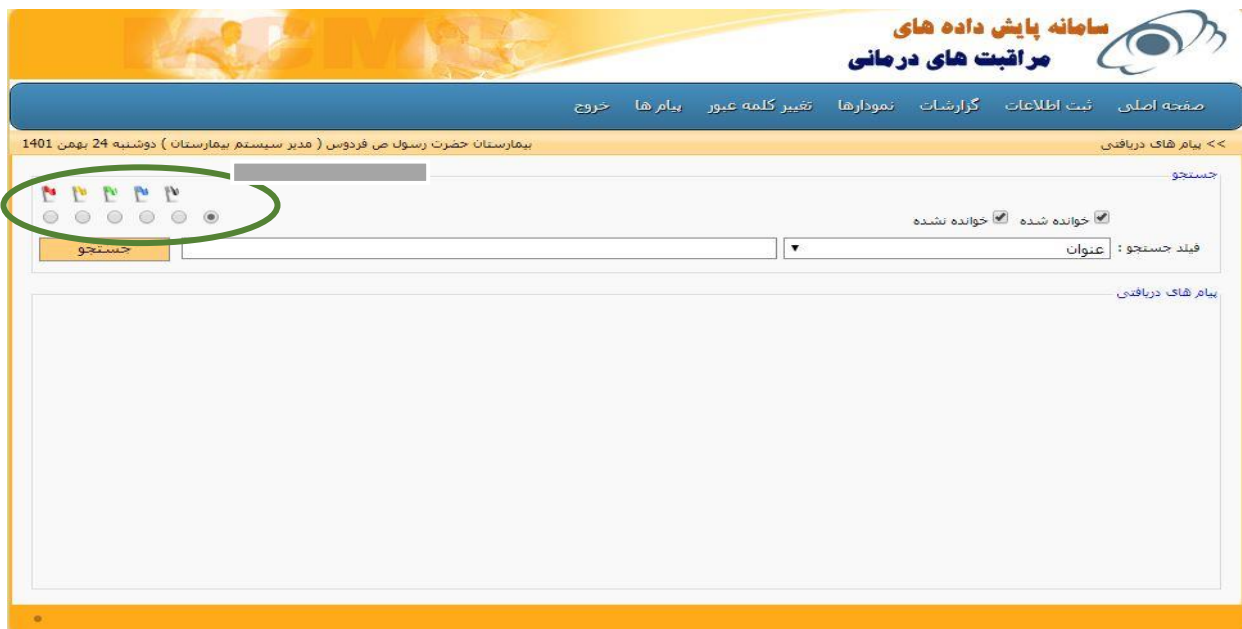 MCMC
سامانه پایش داده های
مراقبت های درمانی
صفحه اصلی ثبت اطلاعات گزارشات نمودارها تغییر کلمه عبور پیام ها خروج
>> پیام های دریافتی بیمارستان حضرت رسول ص فردوس ( مدیر سیستم بیمارستان ) دوشنبه 24 بهمن 1401
جستجو
خوانده شده خوانده نشده
فیلد جستجو : عنوان جستجو
پیام های دریافتی